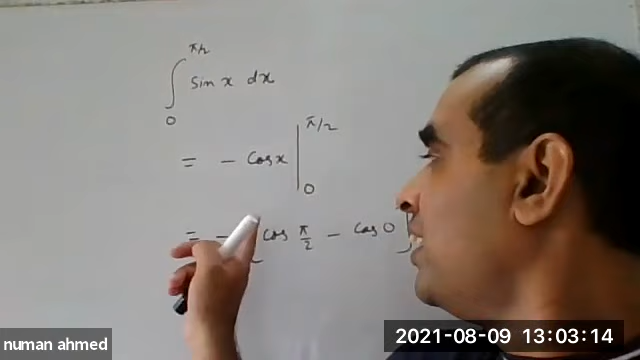 ∫₀^π/2 sin x dx
= - cos x |₀^π/2
= - [cos π/2 - cos 0]
numan ahmed
2021-08-09 13:03:14